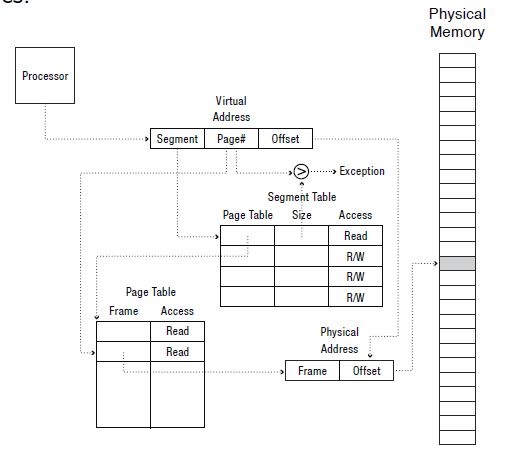 Physical
Memory
Processor
Virtual
Address
Segment Page# Offset
> Exception
Segment Table
Page Table Size Access
Read
R/W
R/W
R/W
Page Table
Frame Access
Read
Read
Physical
Address
Frame Offset